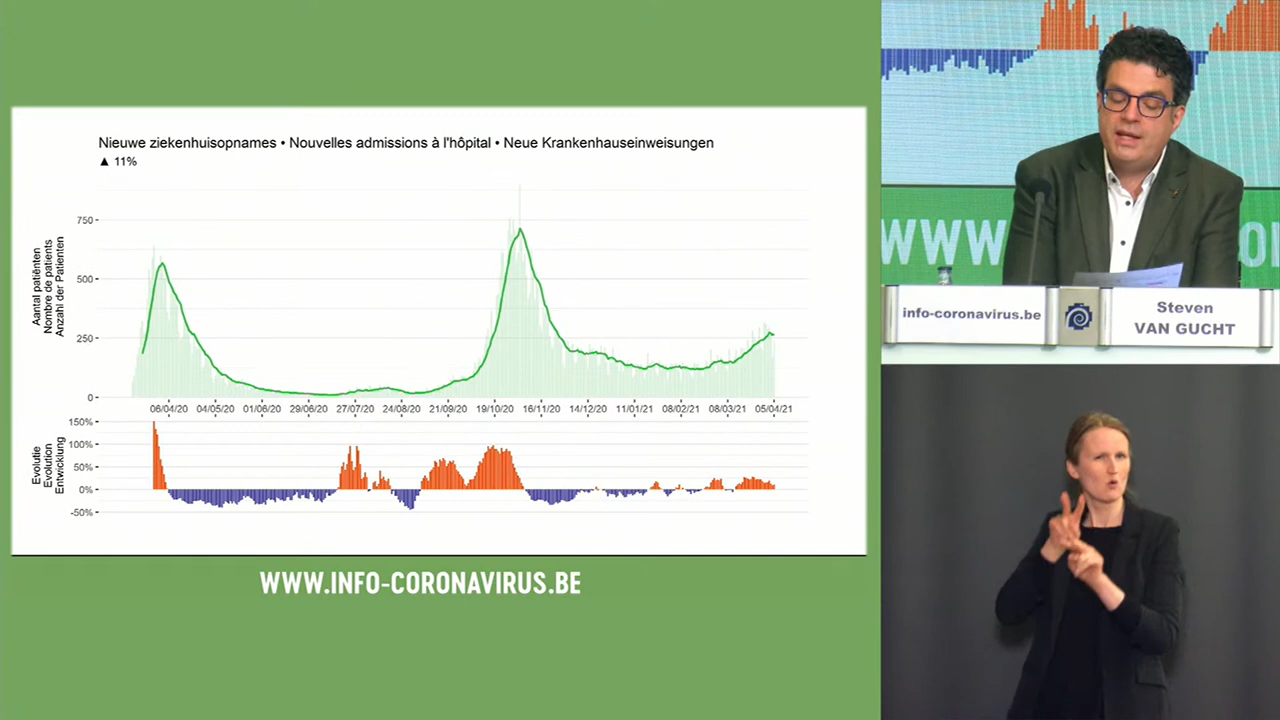 Nieuwe ziekenhuisopnames • Nouvelles admissions à l'hôpital • Neue Krankenhauseinweisungen
▲ 11%
Aantal patiënten
Nombre de patients
Anzahl der Patienten
750
500
250
0
06/04/20 04/05/20 01/06/20 29/06/20 27/07/20 24/08/20 21/09/20 19/10/20 16/11/20 14/12/20 11/01/21 08/02/21 08/03/21 05/04/21
Evolutie
Evolution
Entwicklung
150%
100%
50%
0%
-50%
WWW.INFO-CORONAVIRUS.BE
WWW
info-coronavirus.be
Steven
VAN GUCHT